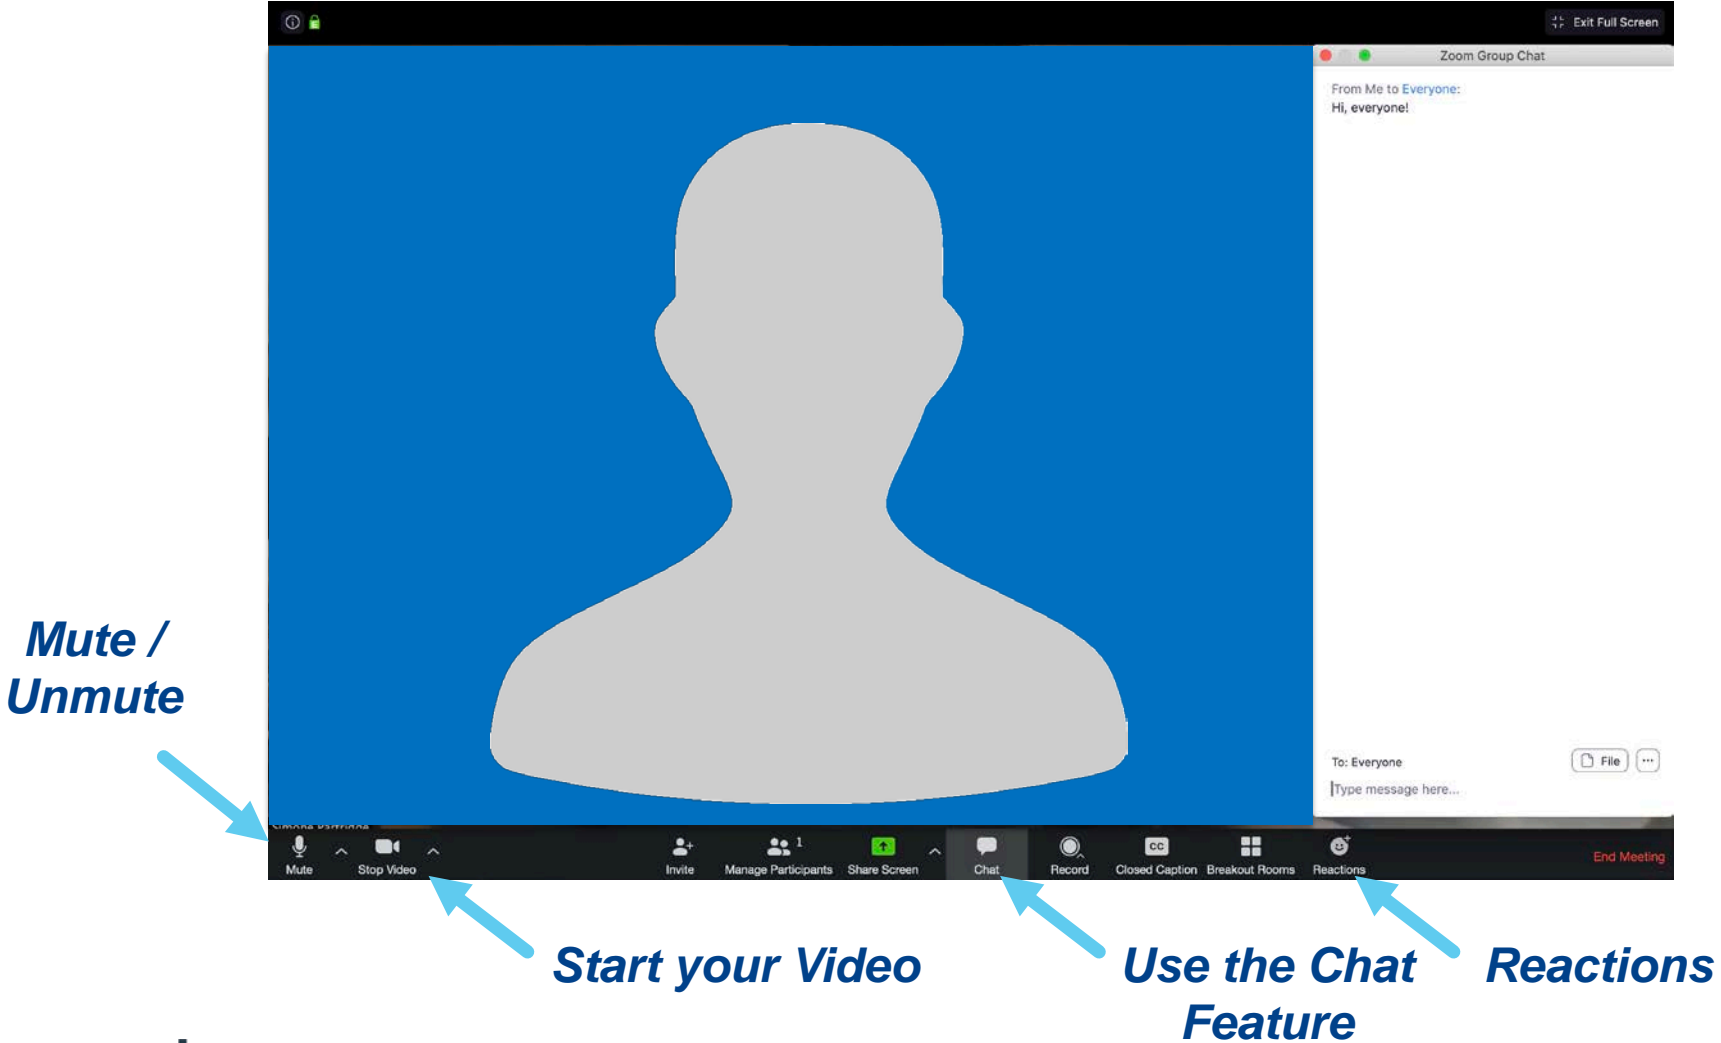 Exit Full Screen
Zoom Group Chat
From Me to Everyone:
Hi, everyone!
To: Everyone
File
Type message here...
Mute /
Unmute
1
CC
Mute
Stop Video
Invite
Manage Participants
Share Screen
Chat
Record
Closed Caption
Breakout Rooms
Reactions
End Meeting
Start your Video
Use the Chat
Feature
Reactions